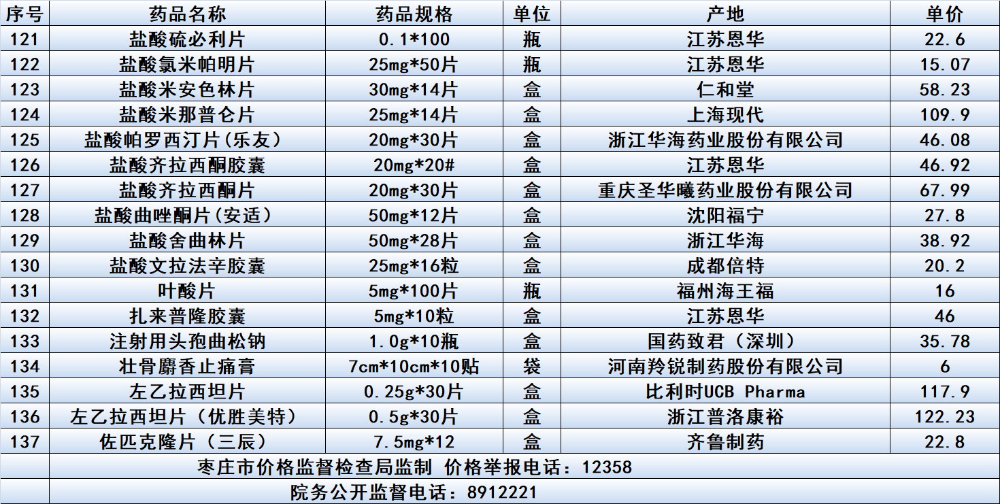 序号 药品名称 药品规格 单位 产地 单价
121 盐酸硫必利片 0.1*100 瓶 江苏恩华 22.6
122 盐酸氯米帕明片 25mg*50片 瓶 江苏恩华 15.07
123 盐酸米安色林片 30mg*14片 盒 仁和堂 58.23
124 盐酸米那普仑片 25mg*14片 盒 上海现代 109.9
125 盐酸帕罗西汀片(乐友） 20mg*30片 盒 浙江华海药业股份有限公司 46.08
126 盐酸齐拉西酮胶囊 20mg*20# 盒 江苏恩华 46.92
127 盐酸齐拉西酮片 20mg*30片 盒 重庆圣华曦药业股份有限公司 67.99
128 盐酸曲唑酮片(安适） 50mg*12片 盒 沈阳福宁 27.8
129 盐酸舍曲林片 50mg*28片 盒 浙江华海 38.92
130 盐酸文拉法辛胶囊 25mg*16粒 盒 成都倍特 20.2
131 叶酸片 5mg*100片 瓶 福州海王福 16
132 扎来普隆胶囊 5mg*10粒 盒 江苏恩华 46
133 注射用头孢曲松钠 1.0g*10瓶 盒 国药致君（深圳） 35.78
134 壮骨麝香止痛膏 7cm*10cm*10贴 袋 河南羚锐制药股份有限公司 6
135 左乙拉西坦片 0.25g*30片 盒 比利时UCB Pharma 117.9
136 左乙拉西坦片（优胜美特） 0.5g*30片 盒 浙江普洛康裕 122.23
137 佐匹克隆片（三辰） 7.5mg*12 盒 齐鲁制药 22.8
枣庄市价格监督检查局监制 价格举报电话：12358
院务公开监督电话：8912221